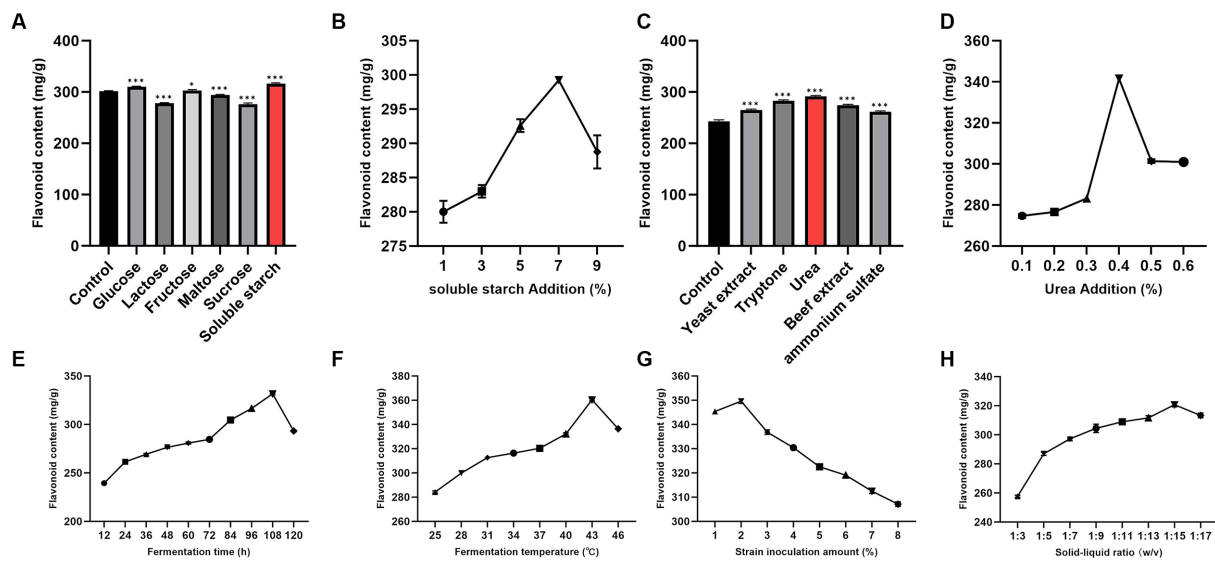 A
Flavonoid content (mg/g)
400
300
200
100
0
***
***
*
***
***
***
Control
Glucose
Lactose
Fructose
Maltose
Sucrose
Soluble starch
B
Flavonoid content (mg/g)
305
300
295
290
285
280
275
1 3 5 7 9
soluble starch Addition (%)
C
Flavonoid content (mg/g)
400
300
200
100
0
***
***
***
***
***
Control
Yeast extract
Tryptone
Urea
Beef extract
ammonium sulfate
D
Flavonoid content (mg/g)
360
340
320
300
280
260
0.1 0.2 0.3 0.4 0.5 0.6
Urea Addition (%)
E
Flavonoid content (mg/g)
350
300
250
200
12 24 36 48 60 72 84 96 108 120
Fermentation time (h)
F
Flavonoid content (mg/g)
380
360
340
320
300
280
260
25 28 31 34 37 40 43 46
Fermentation temperature (℃)
G
Flavonoid content (mg/g)
360
350
340
330
320
310
300
1 2 3 4 5 6 7 8
Strain inoculation amount (%)
H
Flavonoid content (mg/g)
340
320
300
280
260
240
1:3 1:5 1:7 1:9 1:11 1:13 1:15 1:17
Solid-liquid ratio (w/v)